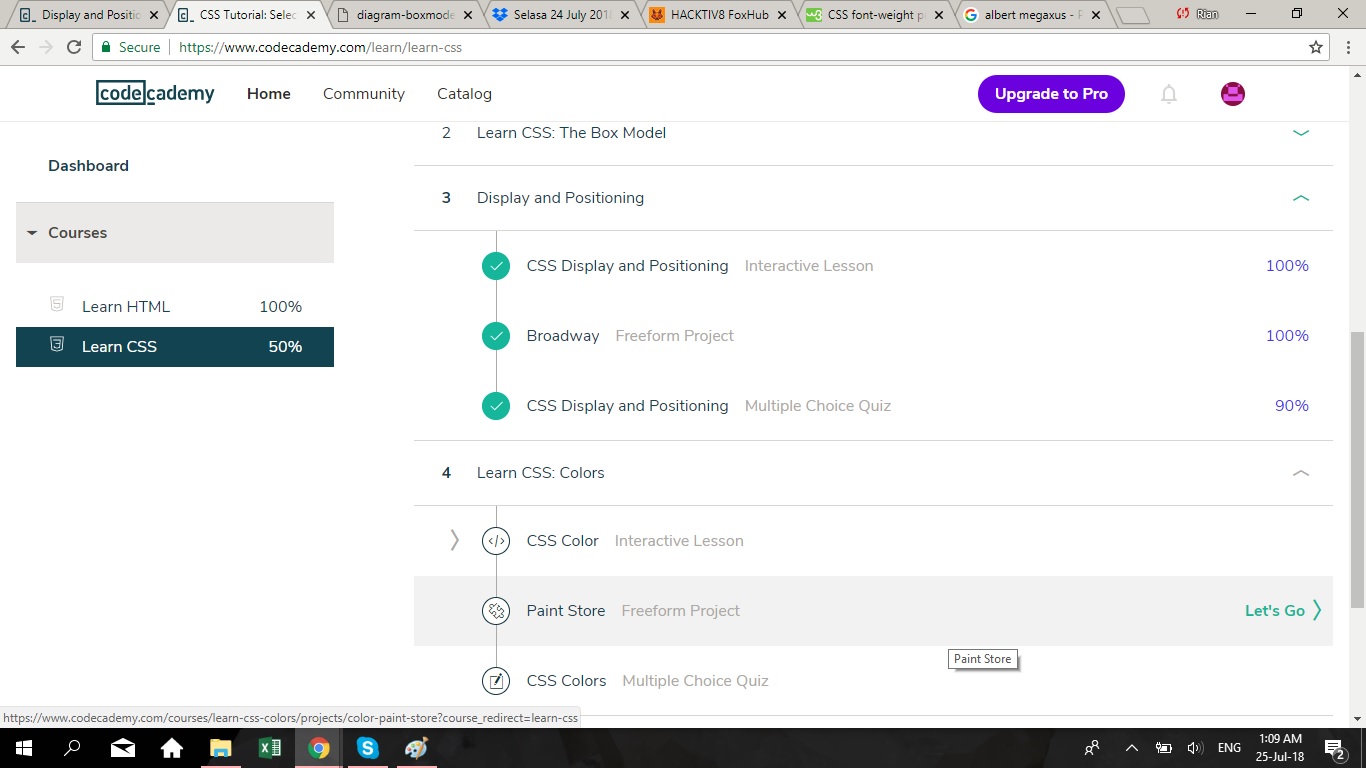 Display and Positio
CSS Tutorial: Selec
diagram-boxmode
Selasa 24 July 201
HACKTIV8 FoxHub
CSS font-weight p
albert megaxus - P
Rian
Secure
https://www.codecademy.com/learn/learn-css
codecademy
Home
Community
Catalog
Upgrade to Pro
Dashboard
Courses
Learn HTML 100%
Learn CSS 50%
2 Learn CSS: The Box Model
3 Display and Positioning
CSS Display and Positioning Interactive Lesson 100%
Broadway Freeform Project 100%
CSS Display and Positioning Multiple Choice Quiz 90%
4 Learn CSS: Colors
CSS Color Interactive Lesson
Paint Store Freeform Project Let's Go
Paint Store
CSS Colors Multiple Choice Quiz
https://www.codecademy.com/courses/learn-css-colors/projects/color-paint-store?course_redirect=learn-css
ENG
1:09 AM
25-Jul-18
2